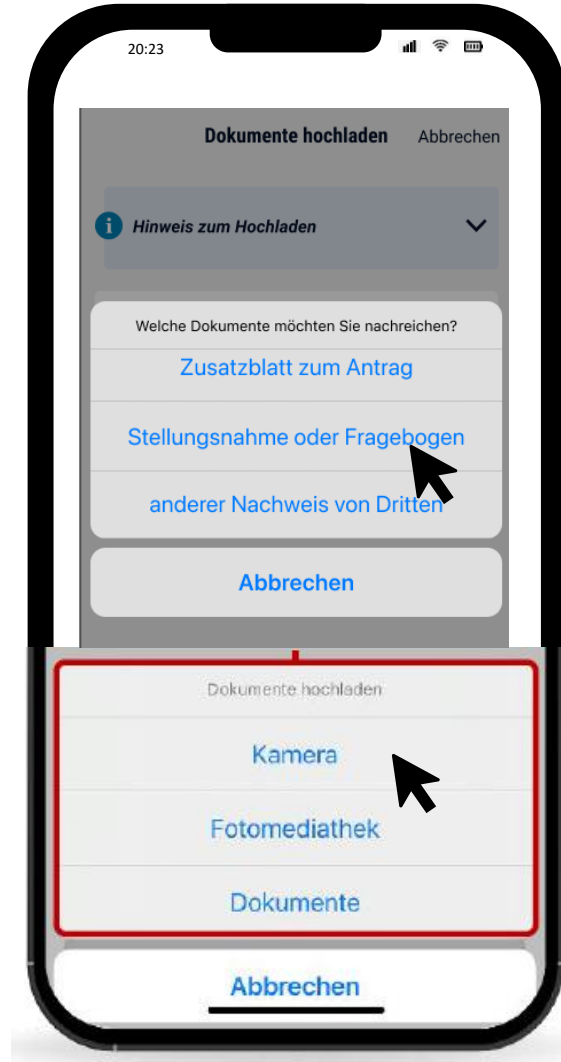 20:23
Dokumente hochladen Abbrechen
i Hinweis zum Hochladen
Welche Dokumente möchten Sie nachreichen?
Zusatzblatt zum Antrag
Stellungsnahme oder Fragebogen
anderer Nachweis von Dritten
Abbrechen
Dokumente hochladen
Kamera
Fotomediathek
Dokumente
Abbrechen